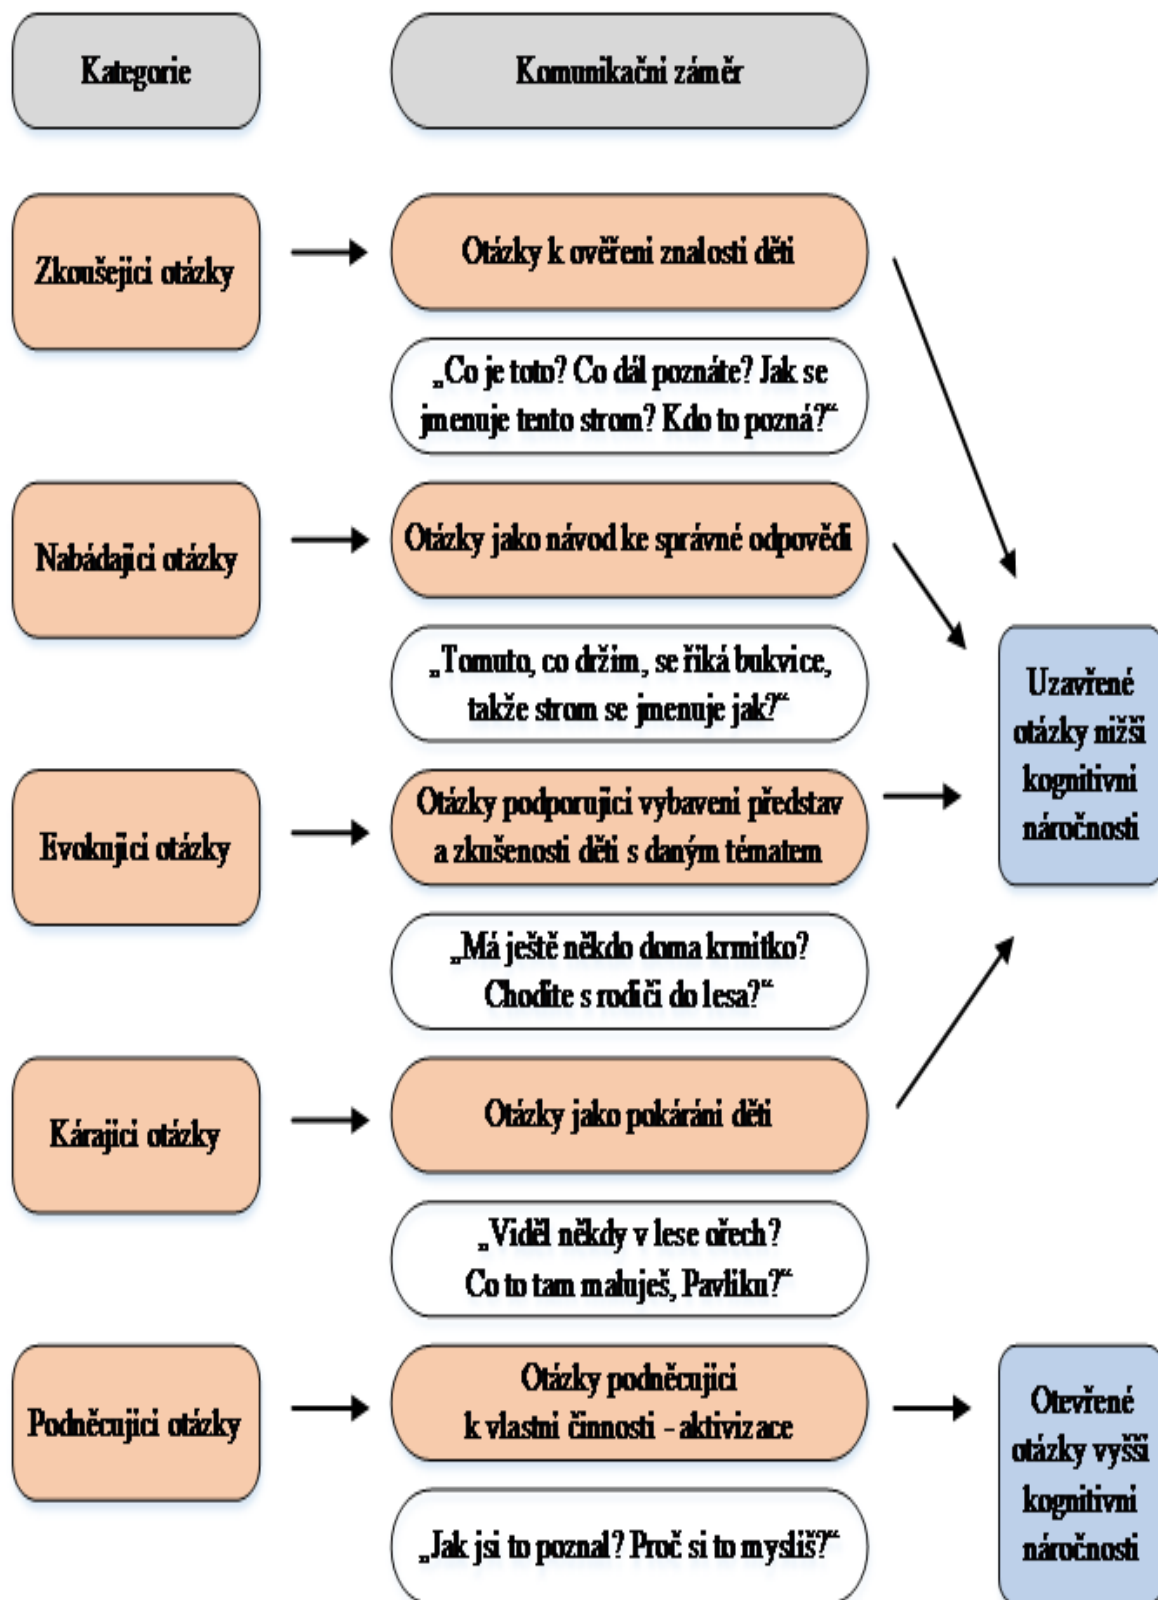 Kategorie
Komunikační záměr
Zkoušející otázky
Otázky k ověření znalostí dětí
„Co je toto? Co dál poznáte? Jak se
jmenuje tento strom? Kdo to pozná?“
Nabádající otázky
Otázky jako návod ke správné odpovědi
„Tomuto, co držím, se říká bukvice,
takže strom se jmenuje jak?“
Uzavřené
otázky nižší
kognitivní
náročnosti
Evokující otázky
Otázky podporující vybavení představ
a zkušeností dětí s daným tématem
„Má ještě někdo doma krmítko?
Chodíte s rodiči do lesa?“
Kárající otázky
Otázky jako pokárání dětí
„Viděl někdy v lese ořech?
Co to tam maluješ, Pavlíku?“
Podněcující otázky
Otázky podněcující
k vlastní činnosti - aktivizace
„Jak jsi to poznal? Proč si to myslíš?“
Otevřené
otázky vyšší
kognitivní
náročnosti